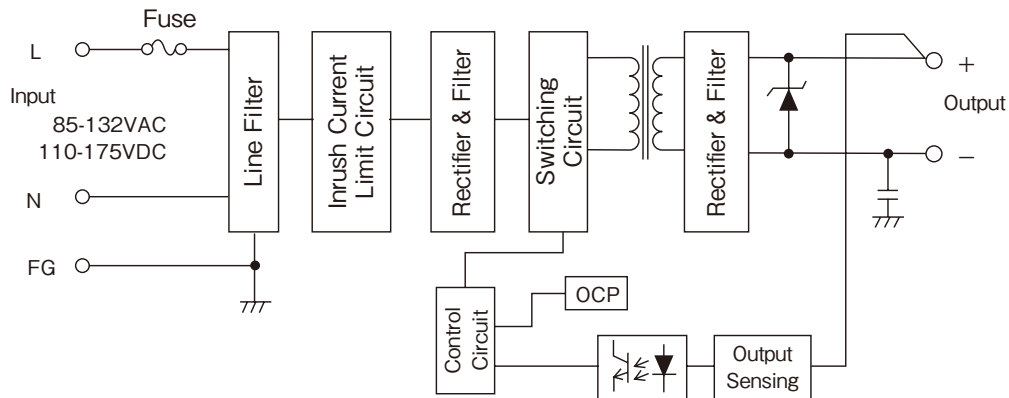 Fuse
L
Input
85-132VAC
110-175VDC
N
FG
Line Filter
Inrush Current
Limit Circuit
Rectifier & Filter
Switching
Circuit
Rectifier & Filter
+
Output
−
Control
Circuit
OCP
Output
Sensing